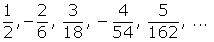 1/2, -2/6, 3/18, -4/54, 5/162, ...